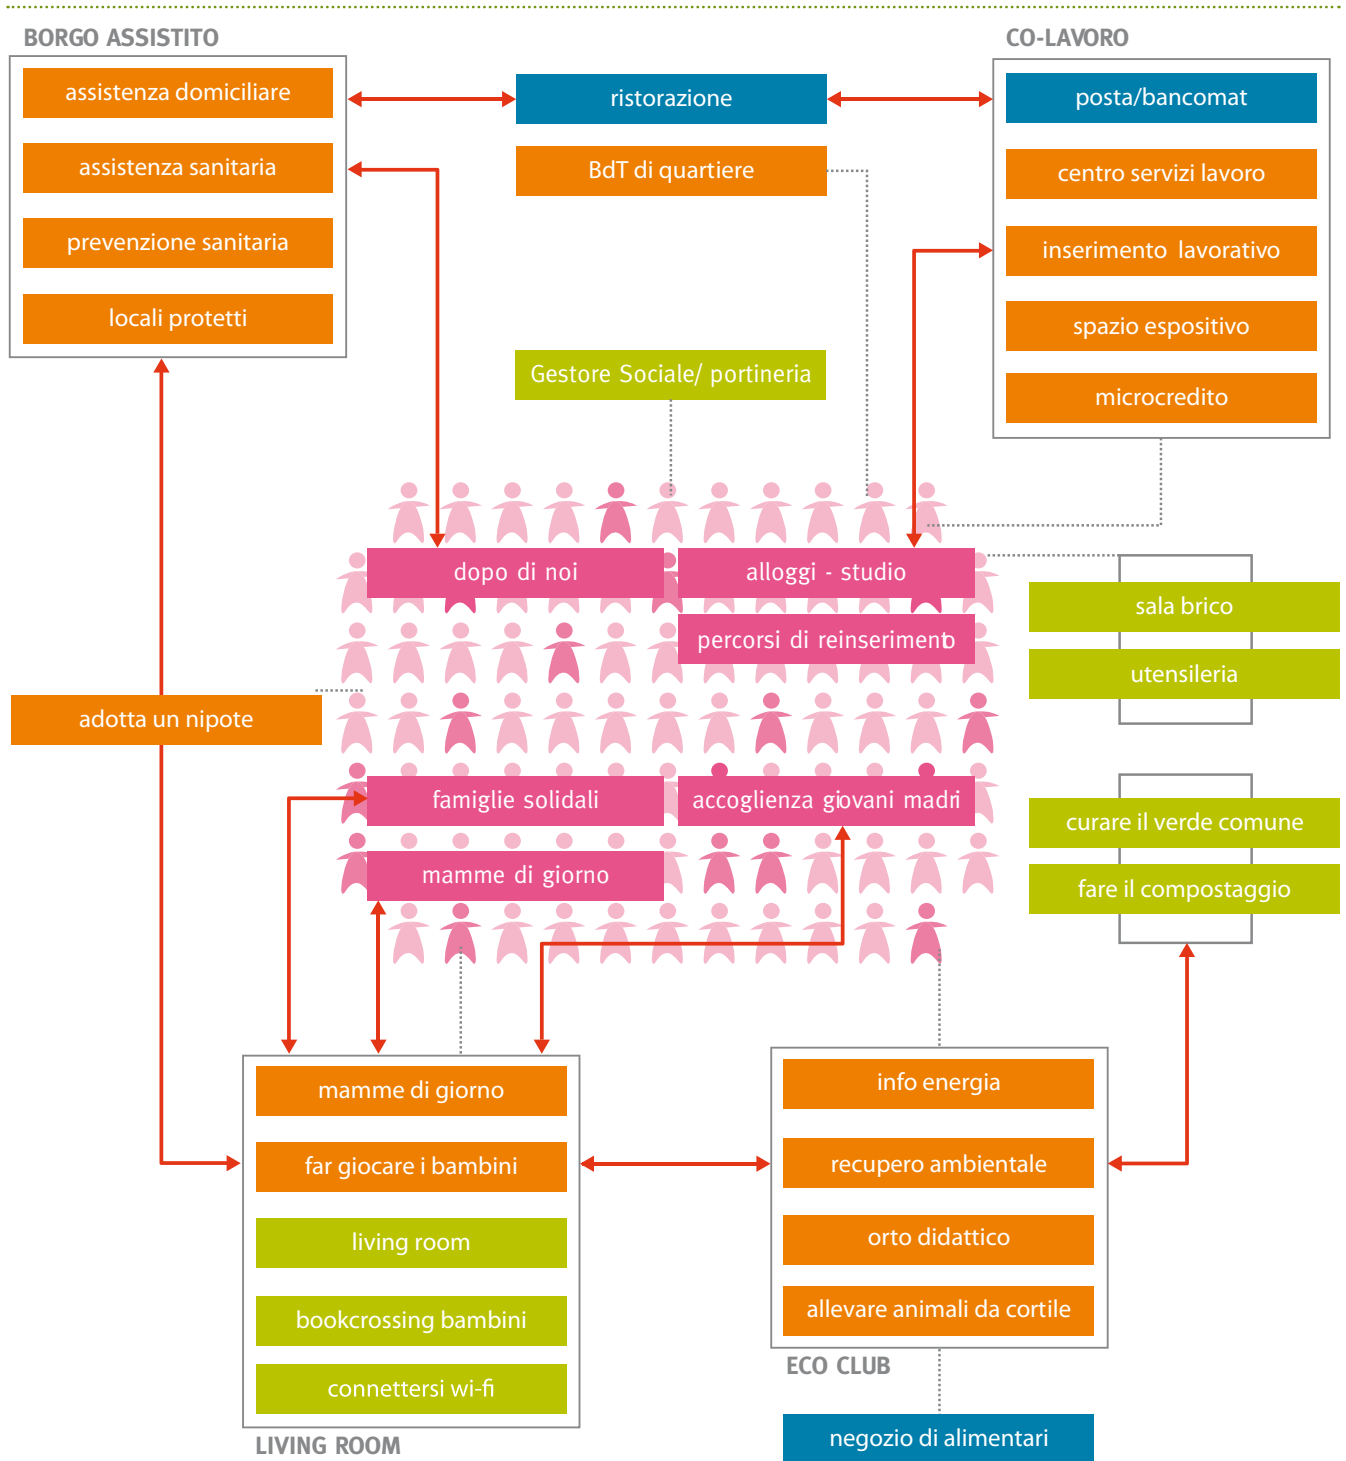 BORGO ASSISTITO
assistenza domiciliare
assistenza sanitaria
prevenzione sanitaria
locali protetti
ristorazione
BdT di quartiere
CO-LAVORO
posta/bancomat
centro servizi lavoro
inserimento lavorativo
spazio espositivo
microcredito
Gestore Sociale/ portineria
dopo di noi
alloggi - studio
percorsi di reinserimento
sala brico
utensileria
adotta un nipote
famiglie solidali
accoglienza giovani madri
mamme di giorno
curare il verde comune
fare il compostaggio
mamme di giorno
far giocare i bambini
living room
bookcrossing bambini
connettersi wi-fi
LIVING ROOM
info energia
recupero ambientale
orto didattico
allevare animali da cortile
ECO CLUB
negozio di alimentari